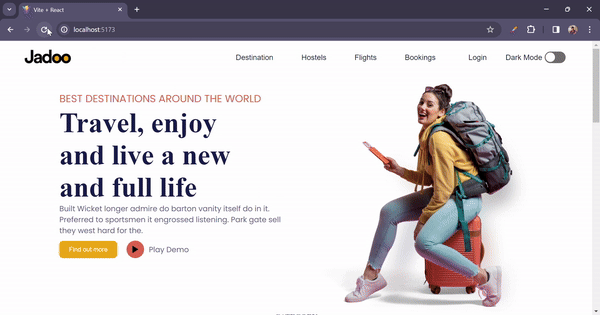 Vite + React
localhost:5173
Jadoo
Destination
Hostels
Flights
Bookings
Login
Dark Mode
BEST DESTINATIONS AROUND THE WORLD
Travel, enjoy
and live a new
and full life
Built Wicket longer admire do barton vanity itself do in it.
Preferred to sportsmen it engrossed listening. Park gate sell
they west hard for the.
Find out more
Play Demo